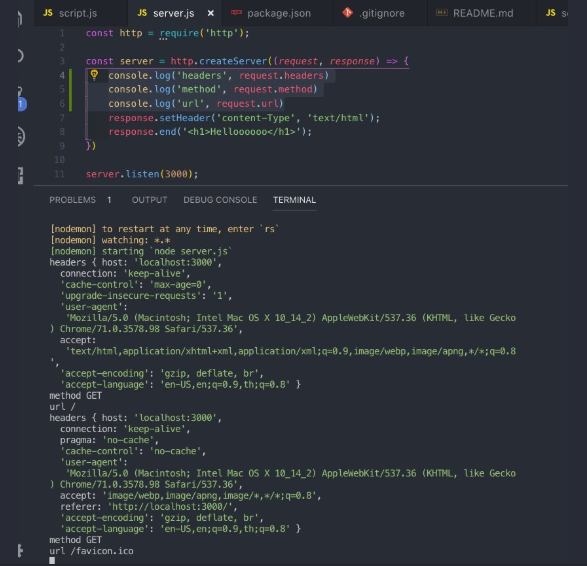 JS script.js
JS server.js ×
package.json
.gitignore
README.md
JS sc
1 const http = require('http');
2
3 const server = http.createServer((request, response) => {
4 console.log('headers', request.headers)
5 console.log('method', request.method)
6 console.log('url', request.url)
7 response.setHeader('content-Type', 'text/html');
8 response.end('<h1>Helloooooo</h1>');
9 })
10
11 server.listen(3000);
1
PROBLEMS 1 OUTPUT DEBUG CONSOLE TERMINAL
[nodemon] to restart at any time, enter `rs`
[nodemon] watching: *.*
[nodemon] starting `node server.js`
headers { host: 'localhost:3000',
connection: 'keep-alive',
'cache-control': 'max-age=0',
'upgrade-insecure-requests': '1',
'user-agent':
'Mozilla/5.0 (Macintosh; Intel Mac OS X 10_14_2) AppleWebKit/537.36 (KHTML, like Gecko
) Chrome/71.0.3578.98 Safari/537.36',
accept:
'text/html,application/xhtml+xml,application/xml;q=0.9,image/webp,image/apng,*/*;q=0.8
',
'accept-encoding': 'gzip, deflate, br',
'accept-language': 'en-US,en;q=0.9,th;q=0.8' }
method GET
url /
headers { host: 'localhost:3000',
connection: 'keep-alive',
pragma: 'no-cache',
'cache-control': 'no-cache',
'user-agent':
'Mozilla/5.0 (Macintosh; Intel Mac OS X 10_14_2) AppleWebKit/537.36 (KHTML, like Gecko
) Chrome/71.0.3578.98 Safari/537.36',
accept: 'image/webp,image/apng,image/*,*/*;q=0.8',
referer: 'http://localhost:3000/',
'accept-encoding': 'gzip, deflate, br',
'accept-language': 'en-US,en;q=0.9,th;q=0.8' }
method GET
url /favicon.ico